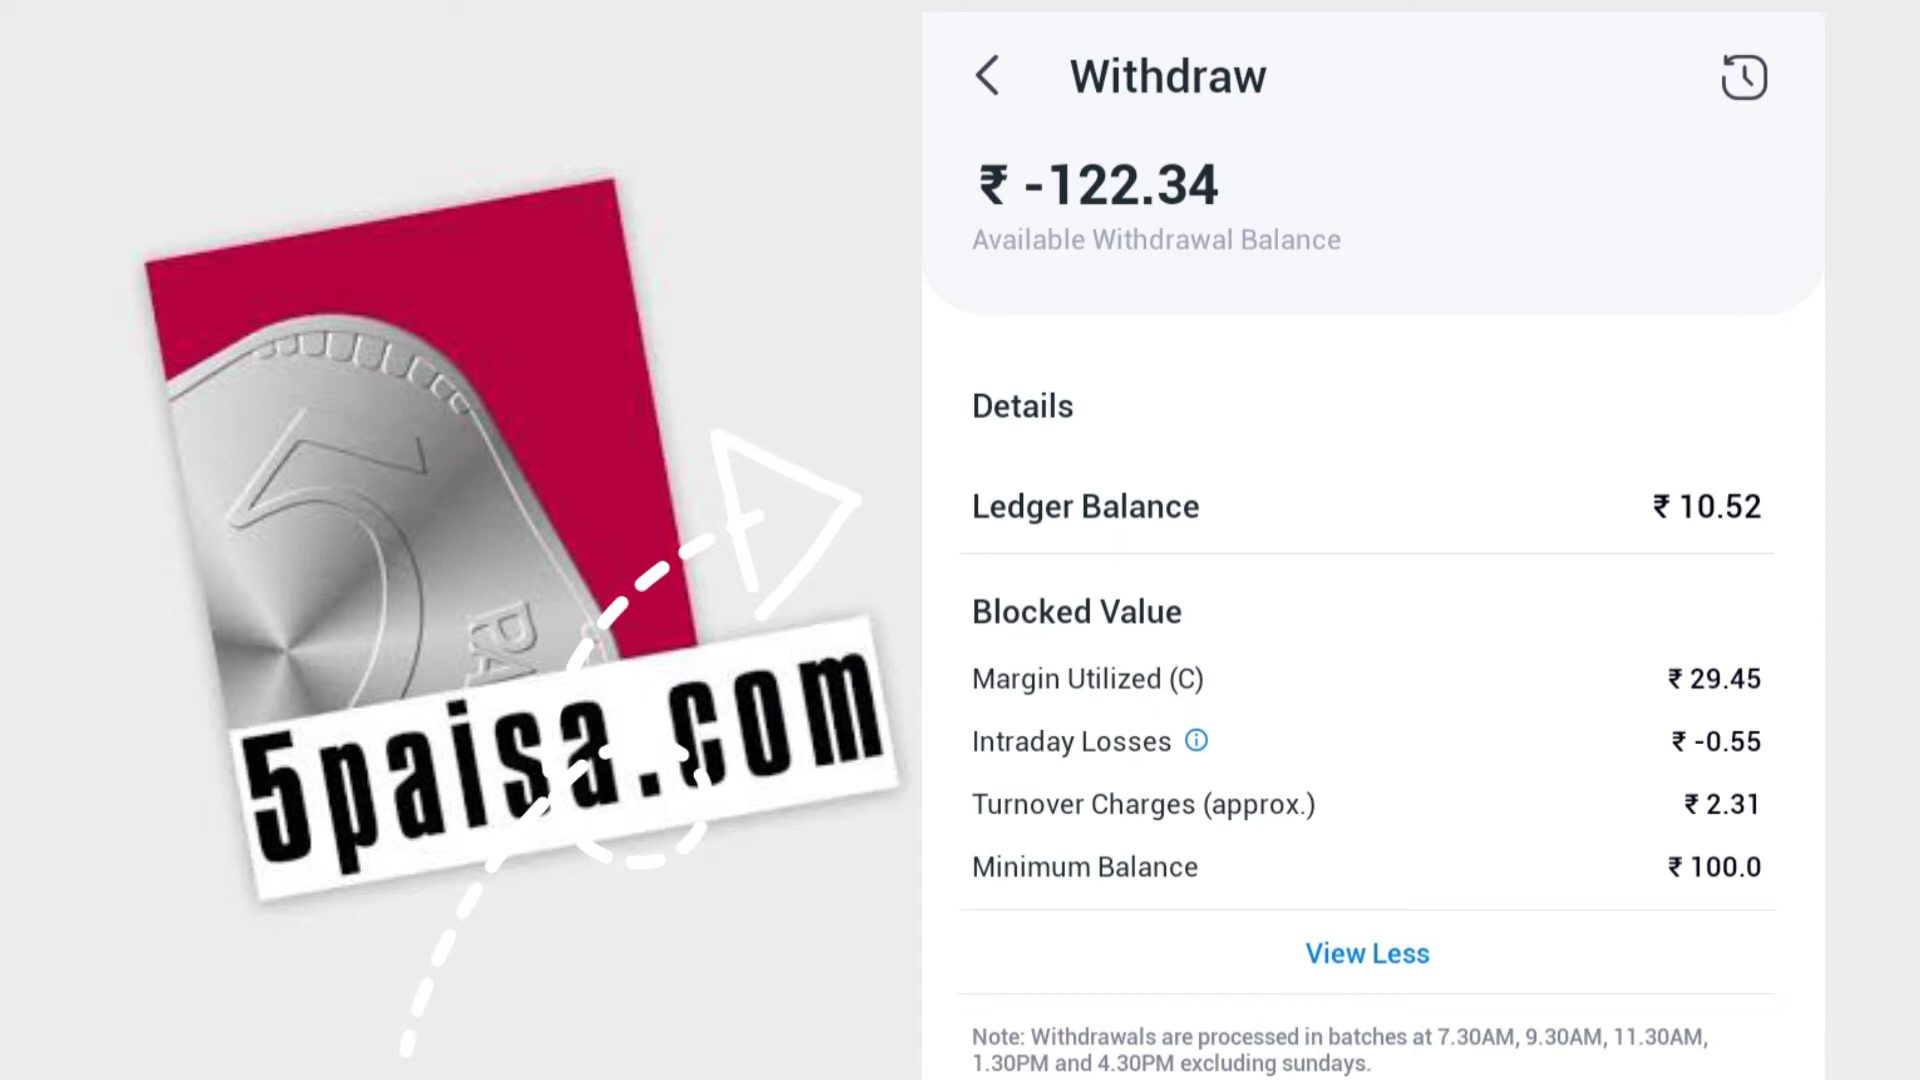 5
PA
5paisa.com
Withdraw
₹ -122.34
Available Withdrawal Balance
Details
Ledger Balance ₹ 10.52
Blocked Value
Margin Utilized (C) ₹ 29.45
Intraday Losses ₹ -0.55
Turnover Charges (approx.) ₹ 2.31
Minimum Balance ₹ 100.0
View Less
Note: Withdrawals are processed in batches at 7.30AM, 9.30AM, 11.30AM,
1.30PM and 4.30PM excluding sundays.